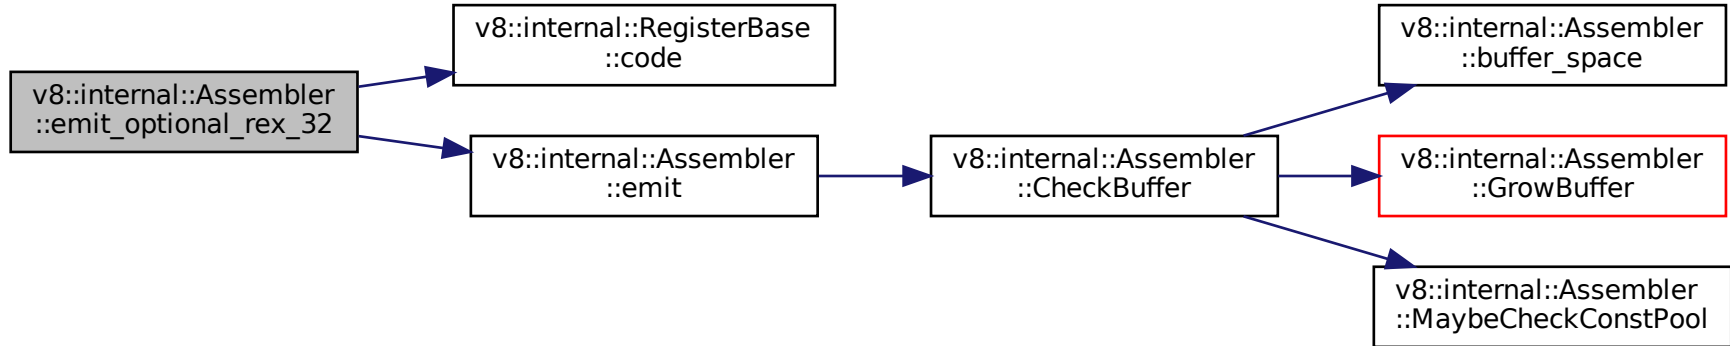 v8::internal::Assembler
::emit_optional_rex_32
v8::internal::RegisterBase
::code
v8::internal::Assembler
::emit
v8::internal::Assembler
::CheckBuffer
v8::internal::Assembler
::buffer_space
v8::internal::Assembler
::GrowBuffer
v8::internal::Assembler
::MaybeCheckConstPool